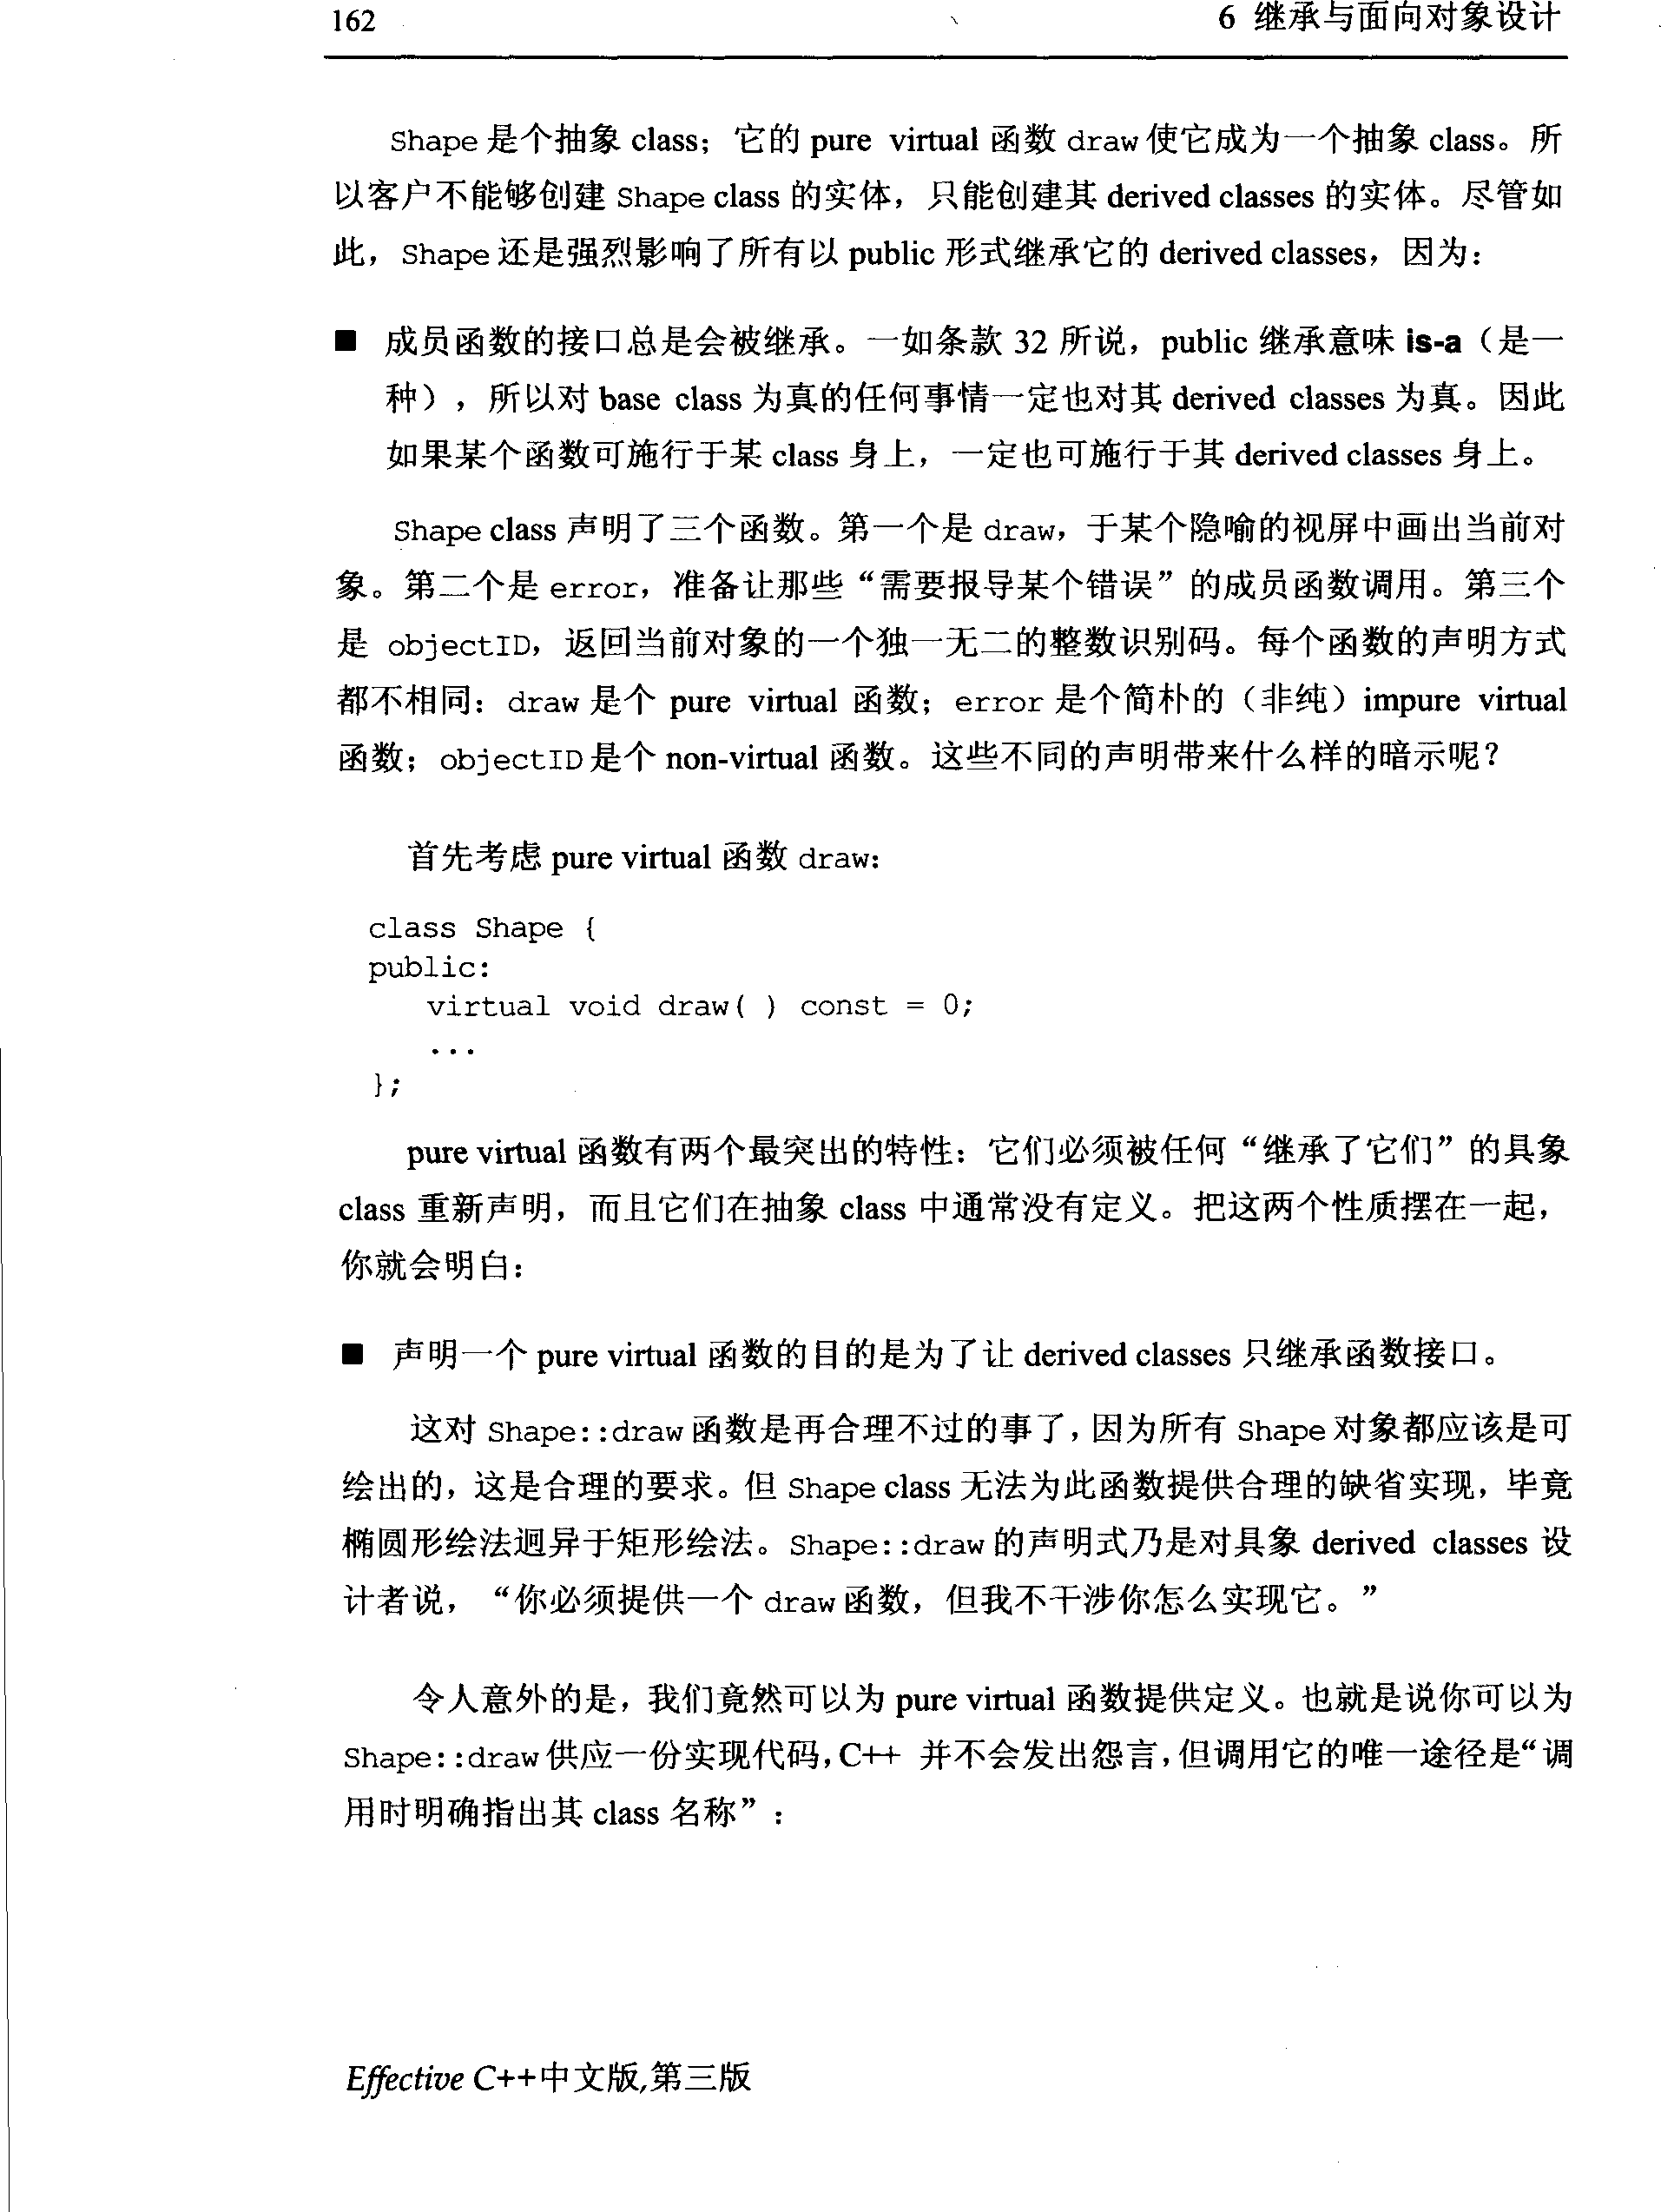 162
6 继承与面向对象设计
Shape 是个抽象 class；它的 pure virtual 函数 draw 使它成为一个抽象 class。所
以客户不能够创建 Shape class 的实体，只能创建其 derived classes 的实体。尽管如
此，Shape 还是强烈影响了所有以 public 形式继承它的 derived classes，因为：
■ 成员函数的接口总是会被继承。一如条款 32 所说，public 继承意味 is-a（是一
种），所以对 base class 为真的任何事情一定也对其 derived classes 为真。因此
如果某个函数可施行于某 class 身上，一定也可施行于其 derived classes 身上。
Shape class 声明了三个函数。第一个是 draw，于某个隐喻的视屏中画出当前对
象。第二个是 error，准备让那些“需要报导某个错误”的成员函数调用。第三个
是 objectID，返回当前对象的一个独一无二的整数识别码。每个函数的声明方式
都不相同：draw 是个 pure virtual 函数；error 是个简朴的（非纯）impure virtual
函数；objectID 是个 non-virtual 函数。这些不同的声明带来什么样的暗示呢？
首先考虑 pure virtual 函数 draw：
class Shape {
public:
virtual void draw( ) const = 0;
...
};
pure virtual 函数有两个最突出的特性：它们必须被任何“继承了它们”的具象
class 重新声明，而且它们在抽象 class 中通常没有定义。把这两个性质摆在一起，
你就会明白：
■ 声明一个 pure virtual 函数的目的是为了让 derived classes 只继承函数接口。
这对 Shape::draw 函数是再合理不过的事了，因为所有 Shape 对象都应该是可
绘出的，这是合理的要求。但 Shape class 无法为此函数提供合理的缺省实现，毕竟
椭圆形绘法迥异于矩形绘法。Shape::draw 的声明式乃是对具象 derived classes 设
计者说，“你必须提供一个 draw 函数，但我不干涉你怎么实现它。”
令人意外的是，我们竟然可以为 pure virtual 函数提供定义。也就是说你可以为
Shape::draw 供应一份实现代码，C++ 并不会发出怨言，但调用它的唯一途径是“调
用时明确指出其 class 名称”：
Effective C++中文版,第三版